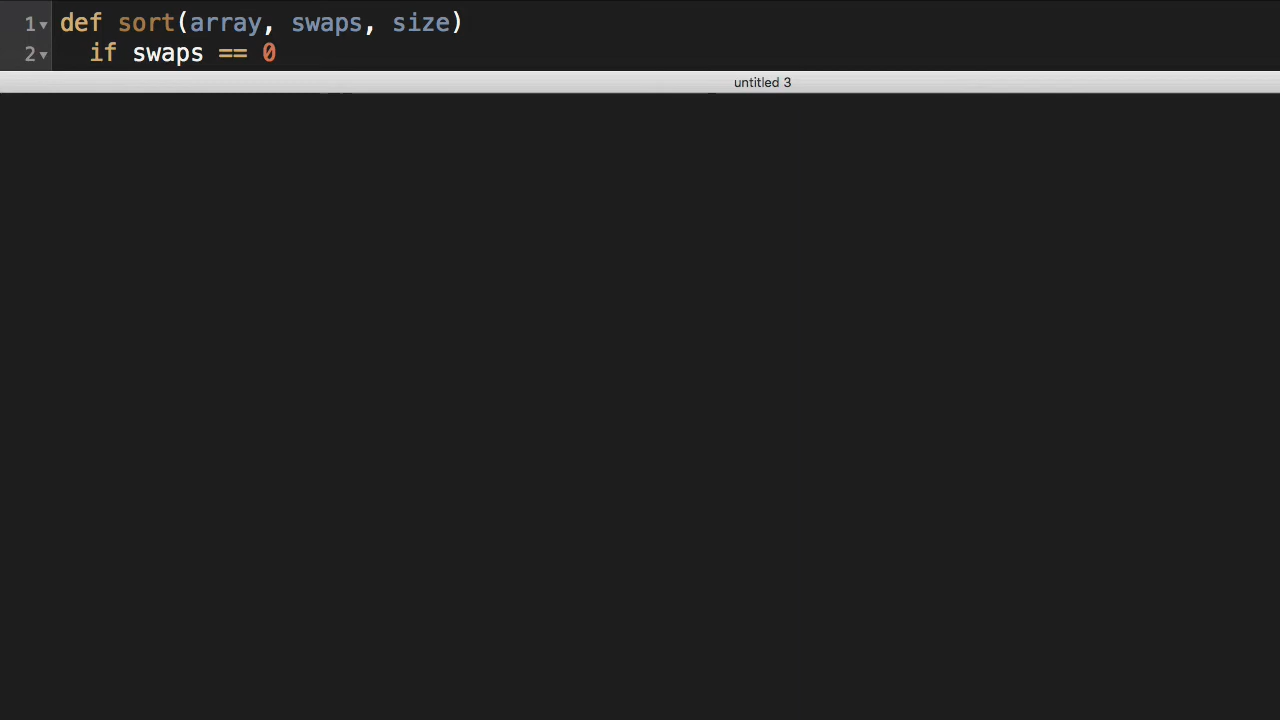 1 def sort(array, swaps, size)
2 if swaps == 0
untitled 3